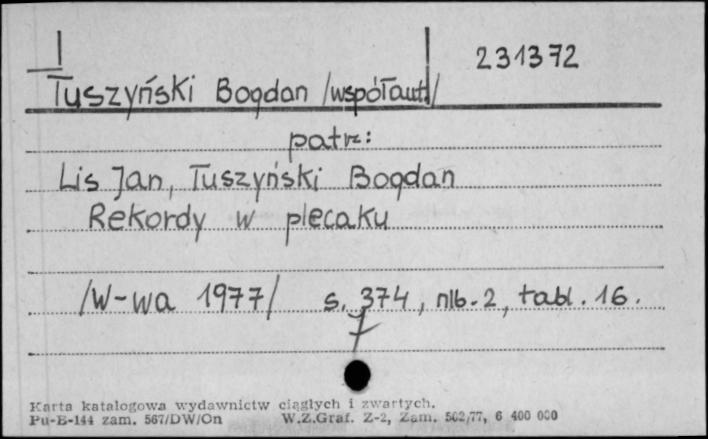 231372
Tuszyński Bogdan /współaut/
patrz:
Lis Jan, Tuszyński Bogdan
Rekordy w plecaku
/W-wa 1977/ s. 374, nlb. 2, tabl. 16.
Karta katalogowa wydawnictw ciągłych i zwartych.
Pu-B-144 zam. 567/DW/On W.Z.Graf. Z-2, Zam. 502/77, 6 400 000